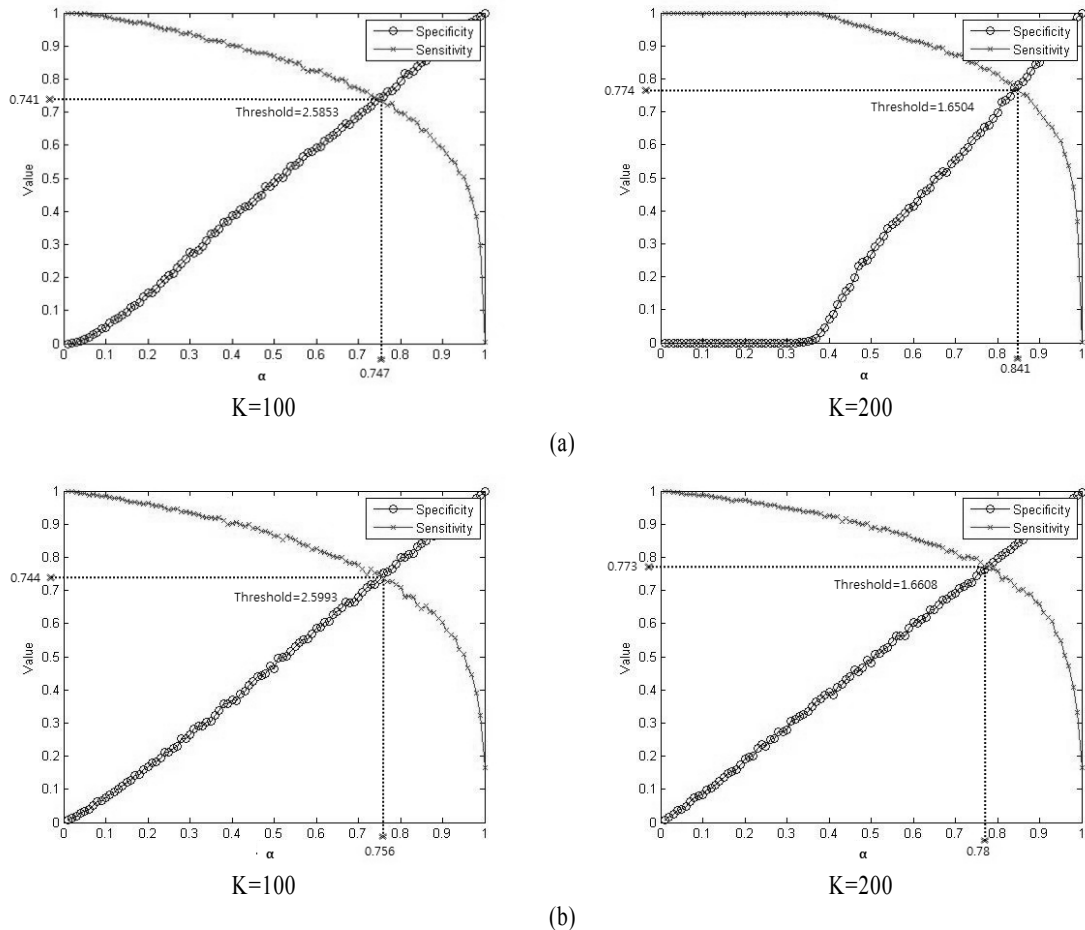 1
0.9
0.8
0.741
0.7
0.6
Value
0.5
0.4
0.3
0.2
0.1
0
Specificity
Sensitivity
Threshold=2.5853
0 0.1 0.2 0.3 0.4 0.5 0.6 0.7 0.8 0.9 1
0.747
α
K=100
1
0.9
0.8
0.774
0.7
0.6
Value
0.5
0.4
0.3
0.2
0.1
0
Specificity
Sensitivity
Threshold=1.6504
0 0.1 0.2 0.3 0.4 0.5 0.6 0.7 0.8 0.9 1
0.841
α
K=200
(a)
1
0.9
0.8
0.744
0.7
0.6
Value
0.5
0.4
0.3
0.2
0.1
0
Specificity
Sensitivity
Threshold=2.5993
0 0.1 0.2 0.3 0.4 0.5 0.6 0.7 0.8 0.9 1
0.756
α
K=100
1
0.9
0.8
0.773
0.7
0.6
Value
0.5
0.4
0.3
0.2
0.1
0
Specificity
Sensitivity
Threshold=1.6608
0 0.1 0.2 0.3 0.4 0.5 0.6 0.7 0.8 0.9 1
0.78
α
K=200
(b)